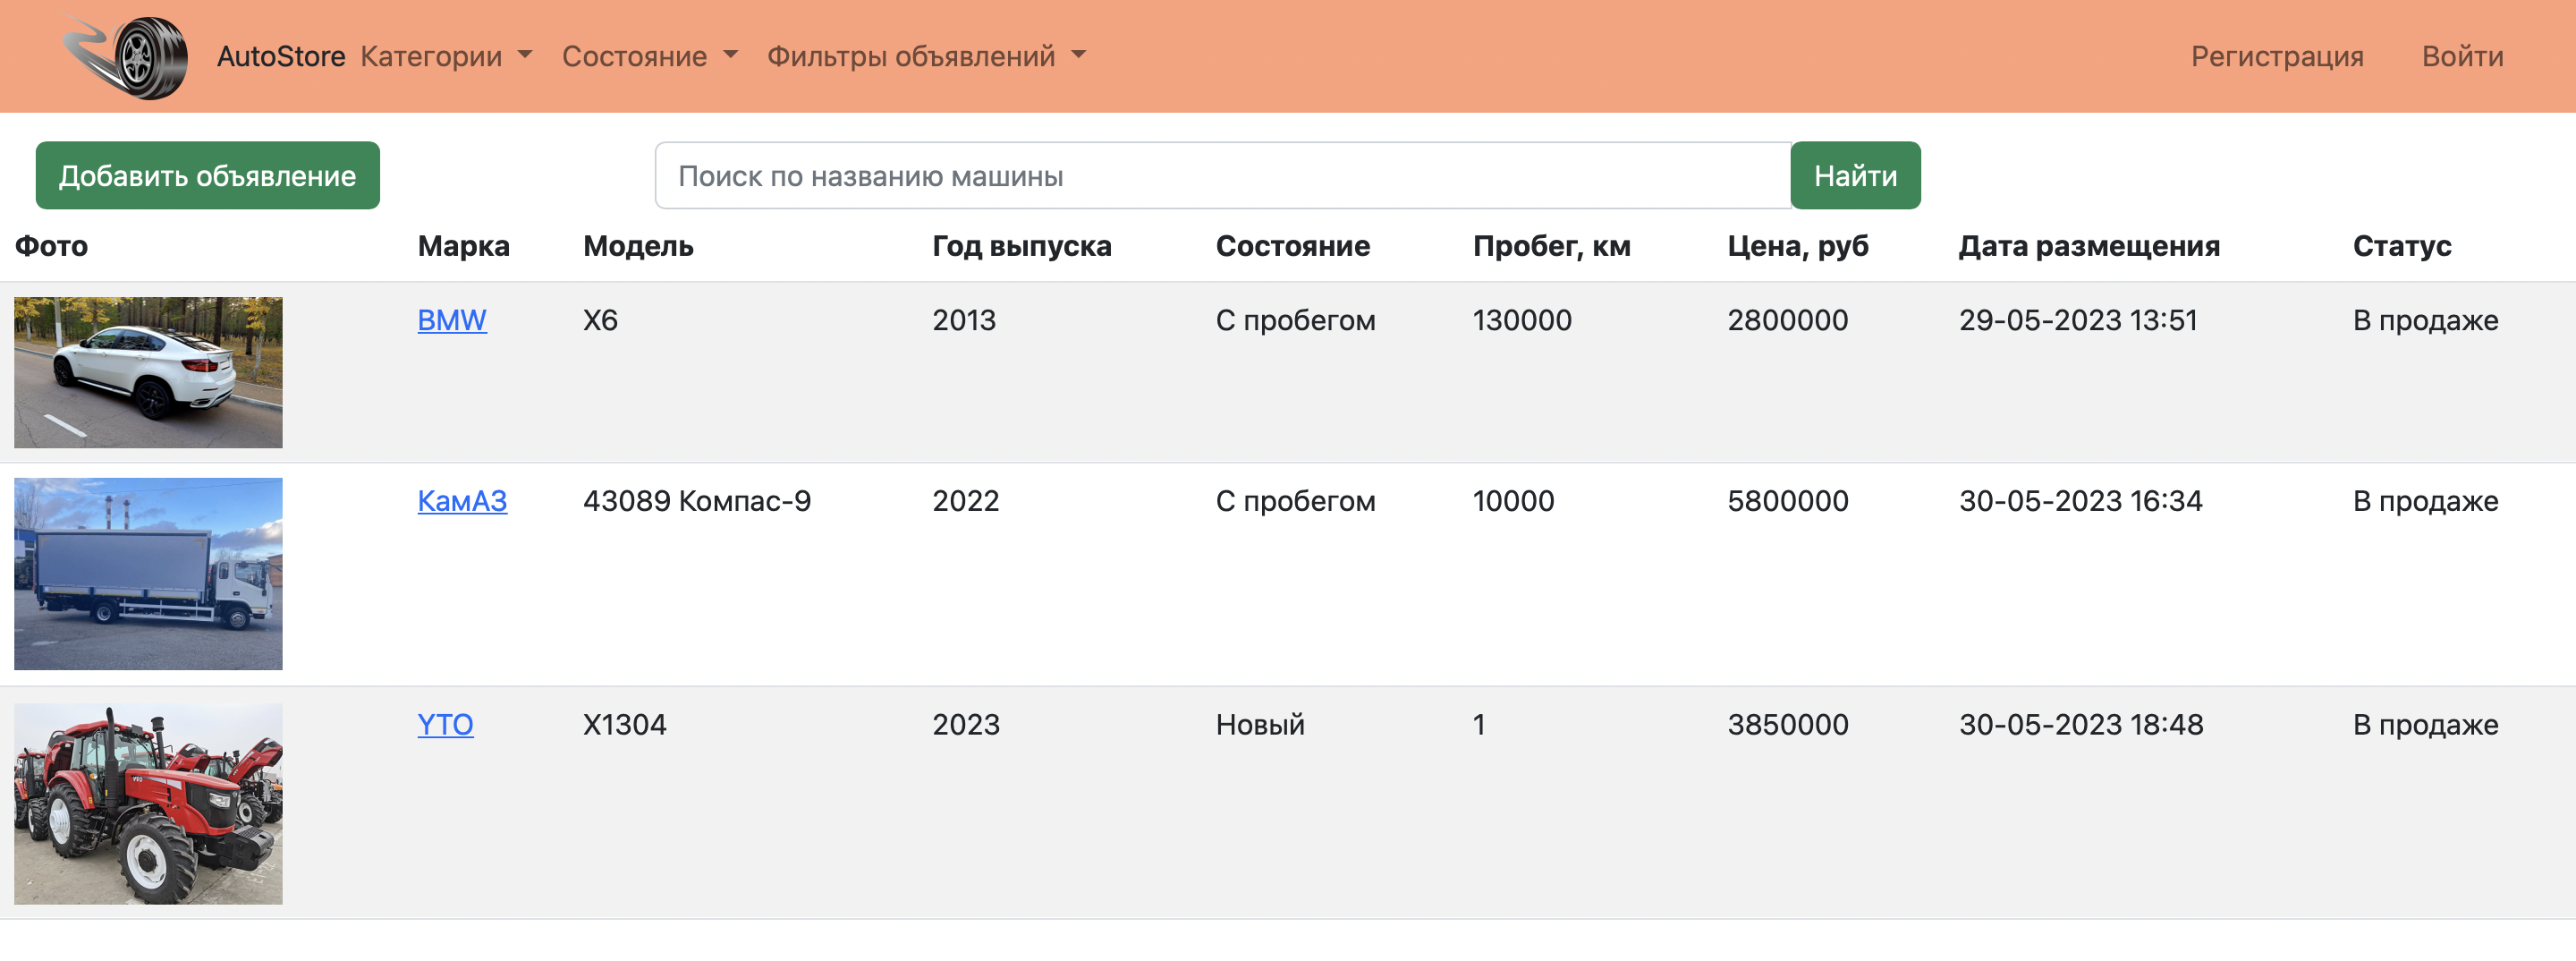 AutoStore Категории Состояние Фильтры объявлений Регистрация Войти
Добавить объявление Поиск по названию машины Найти
Фото Марка Модель Год выпуска Состояние Пробег, км Цена, руб Дата размещения Статус
BMW X6 2013 С пробегом 130000 2800000 29-05-2023 13:51 В продаже
КамАЗ 43089 Компас-9 2022 С пробегом 10000 5800000 30-05-2023 16:34 В продаже
YTO X1304 2023 Новый 1 3850000 30-05-2023 18:48 В продаже